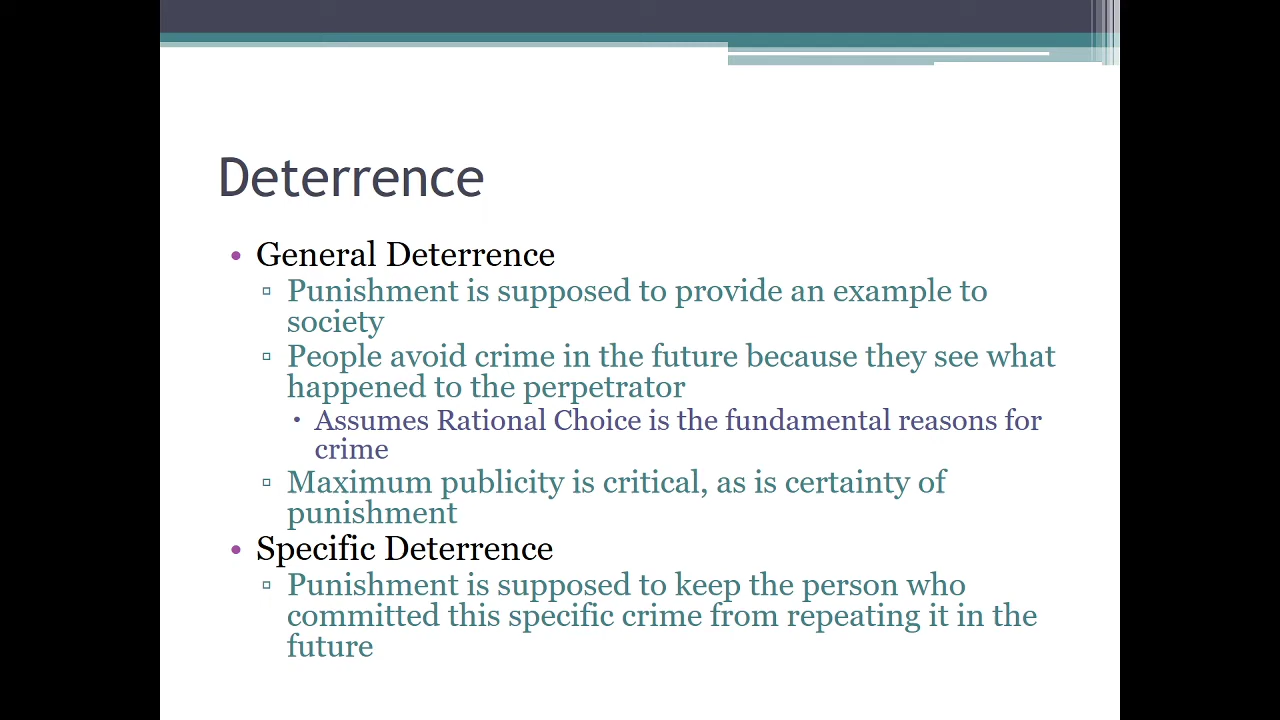 Deterrence
• General Deterrence
▫ Punishment is supposed to provide an example to
society
▫ People avoid crime in the future because they see what
happened to the perpetrator
• Assumes Rational Choice is the fundamental reasons for
crime
▫ Maximum publicity is critical, as is certainty of
punishment
• Specific Deterrence
▫ Punishment is supposed to keep the person who
committed this specific crime from repeating it in the
future